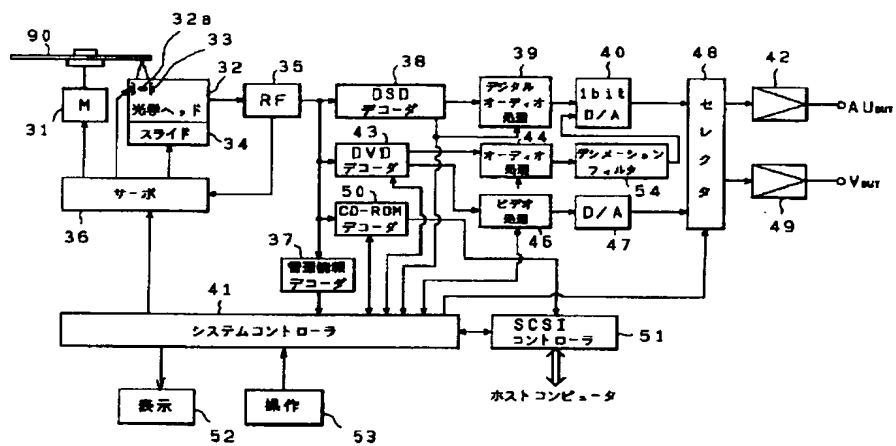 90
32a
33
32
35
38
39
40
48
42
M
光学ヘッド
RF
DSD
デコーダ
デジタル
オーディオ
処理
1bit
D/A
セレクタ
AUOUT
31
スライド
34
43
44
DVD
デコーダ
オーディオ
処理
デシメーション
フィルタ
54
サーボ
36
50
CD-ROM
デコーダ
ビデオ
処理
46
D/A
47
VOUT
49
37
管理情報
デコーダ
41
システムコントローラ
SCSI
コントローラ
51
表示
52
操作
53
ホストコンピュータ